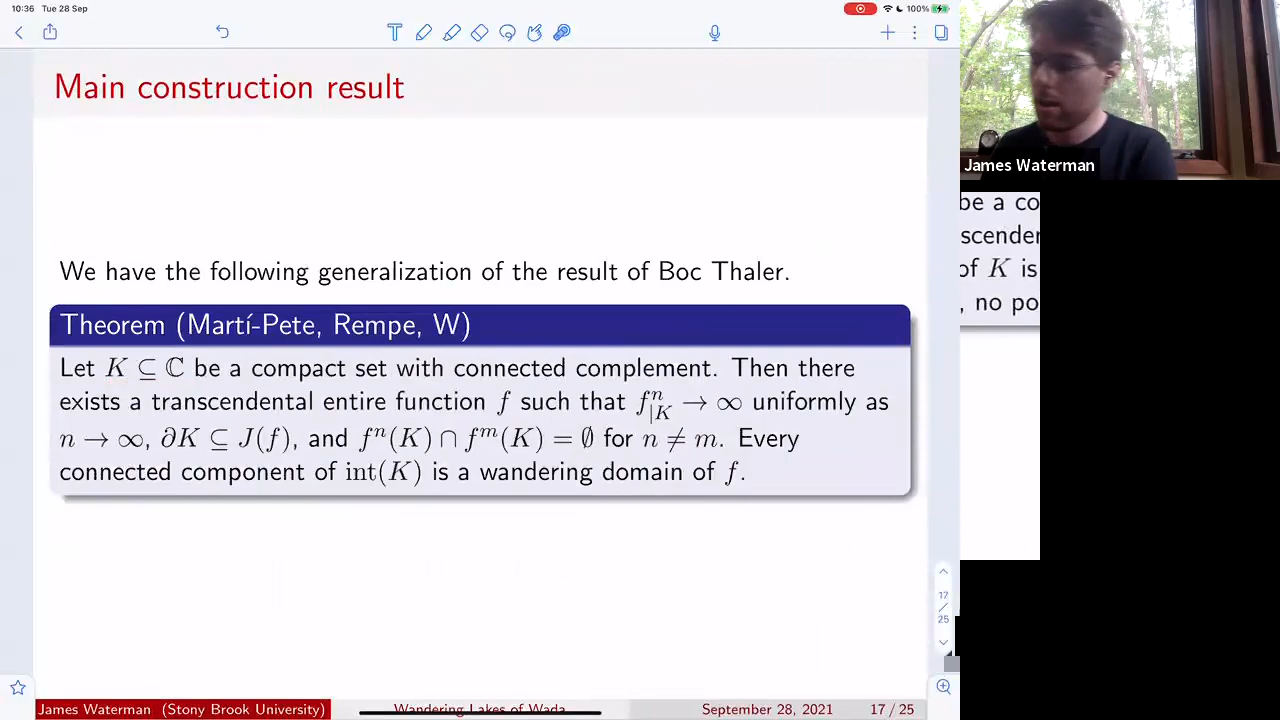 10:36 Tue 28 Sep
100%
Main construction result
We have the following generalization of the result of Boc Thaler.
Theorem (Martí-Pete, Rempe, W)
Let K ⊆ ℂ be a compact set with connected complement. Then there
exists a transcendental entire function f such that f^n_{|K} → ∞ uniformly as
n → ∞, ∂K ⊆ J(f), and f^n(K) ∩ f^m(K) = ∅ for n ≠ m. Every
connected component of int(K) is a wandering domain of f.
17
/
25
James Waterman (Stony Brook University)
Wandering Lakes of Wada
September 28, 2021
17 / 25
James Waterman
be a co
scender
of K is
, no po